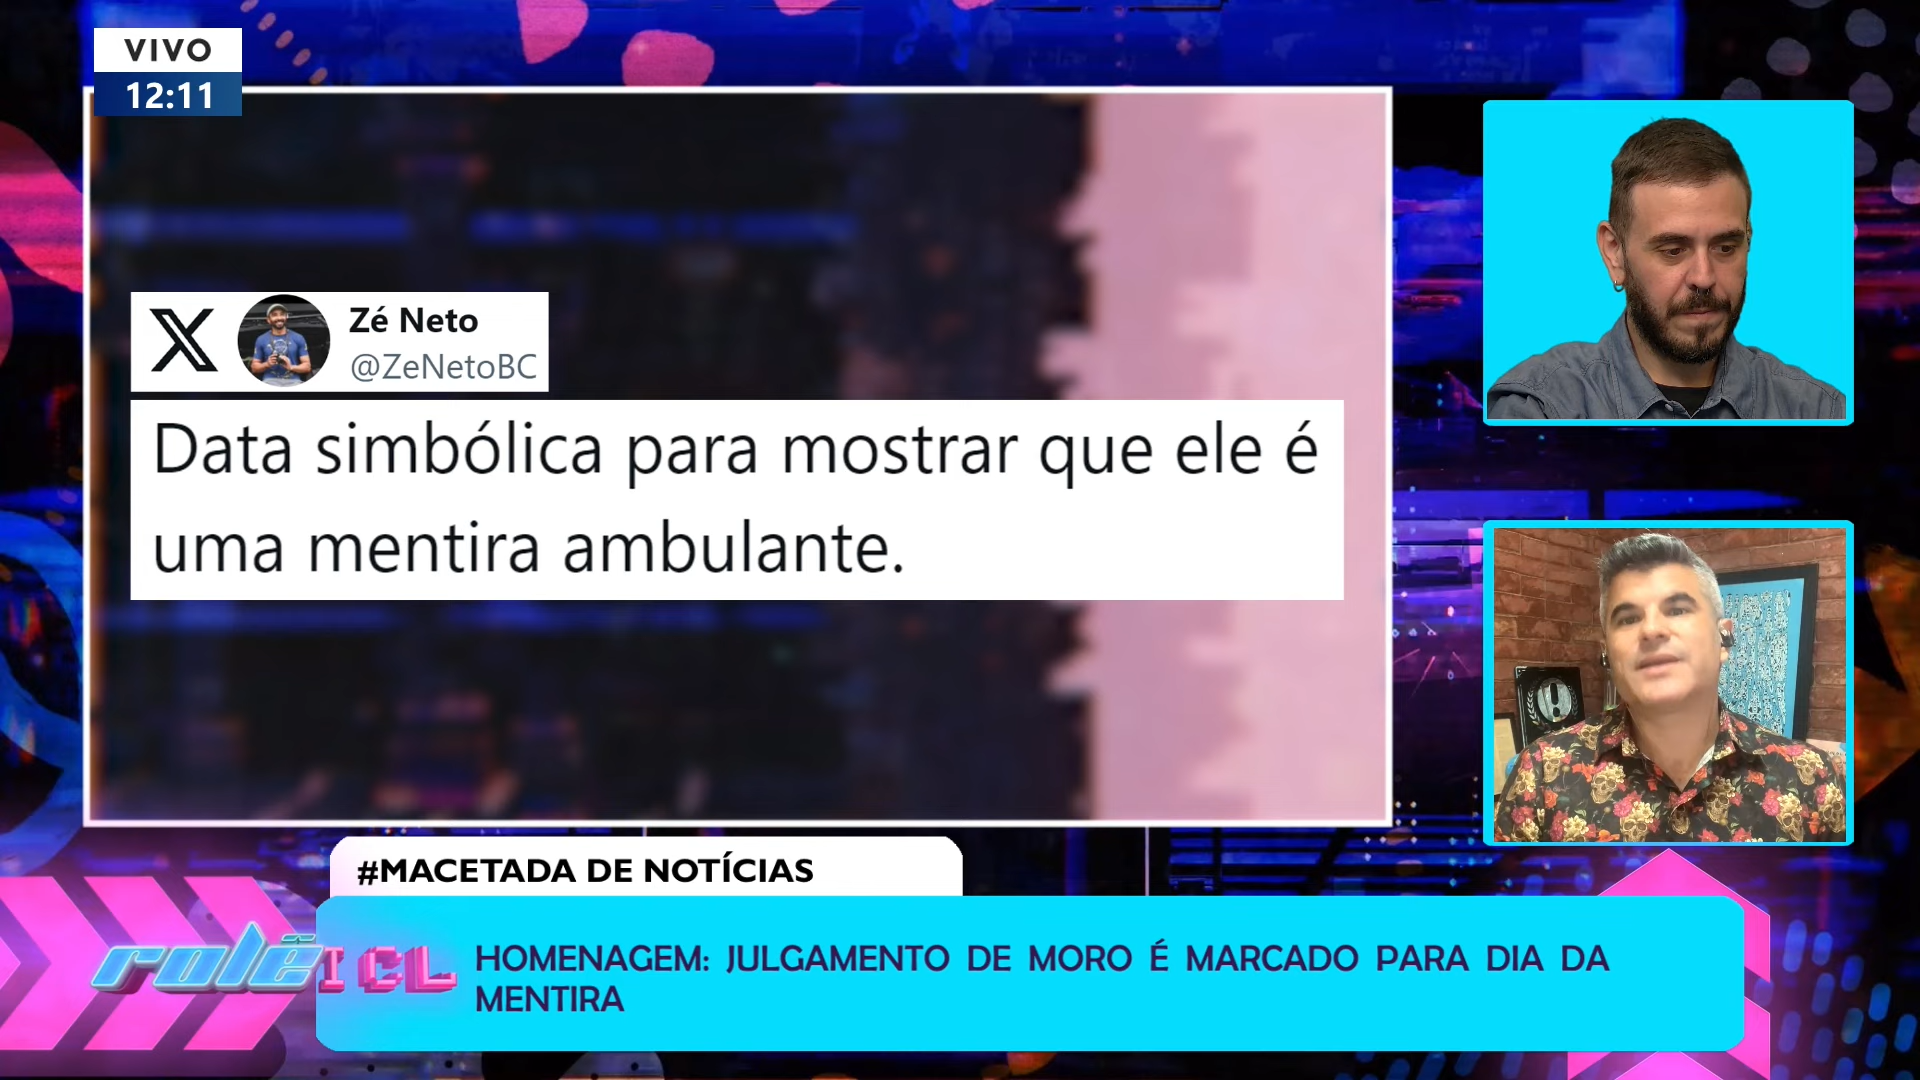 VIVO
12:11
Zé Neto
@ZeNetoBC
Data simbólica para mostrar que ele é
uma mentira ambulante.
#MACETADA DE NOTÍCIAS
rolê ICL
HOMENAGEM: JULGAMENTO DE MORO É MARCADO PARA DIA DA
MENTIRA